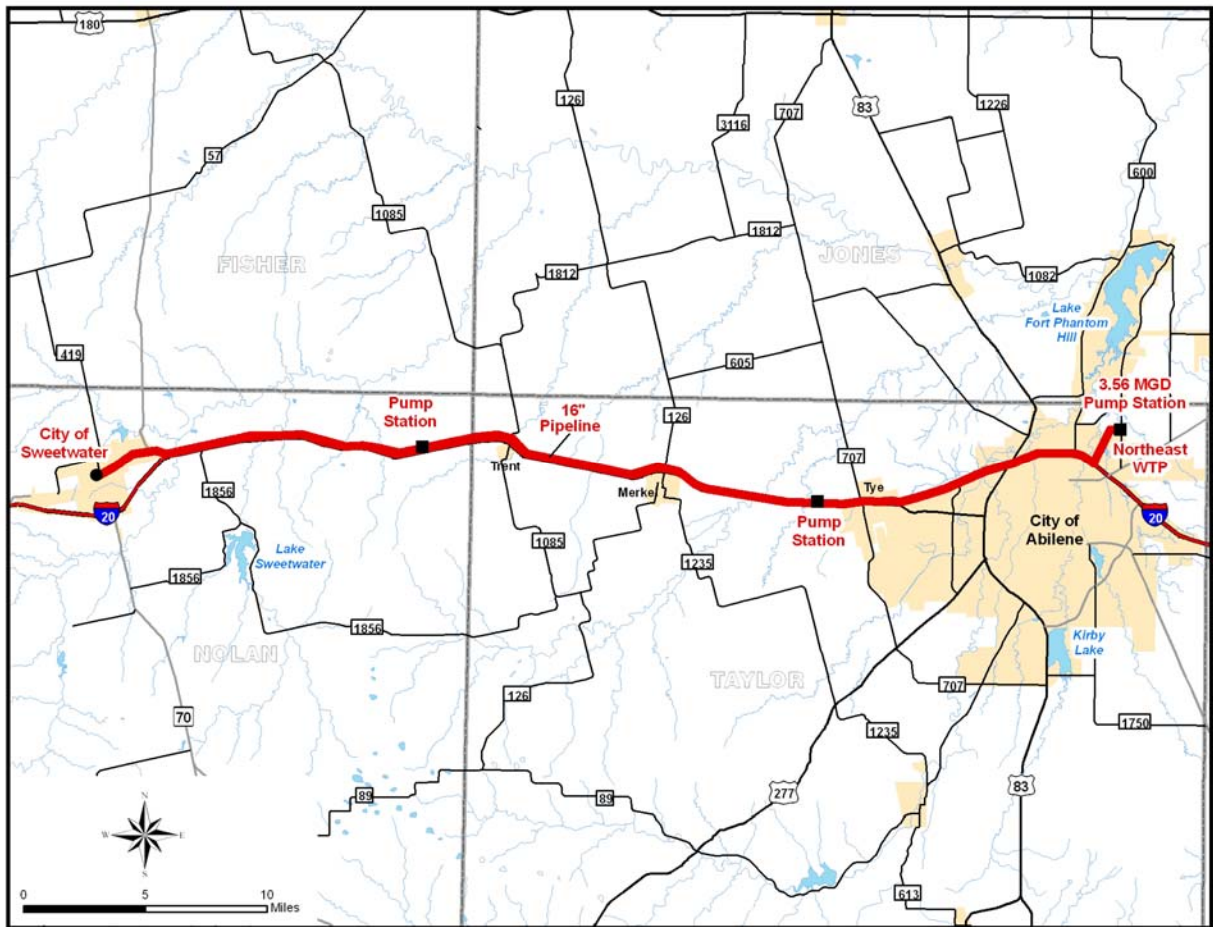 180
126
707
83
1226
57
3116
600
1085
1812
FISHER
JONES
1812
1082
Lake
Fort Phantom
Hill
419
605
3.56 MGD
Pump Station
City of
Sweetwater
Pump
Station
16"
Pipeline
126
Northeast
WTP
Trent
707
Merke
Tye
1856
20
Pump
Station
City of
Abilene
20
Lake
Sweetwater
1085
1235
1856
1856
Kirby
Lake
NOLAN
TAYLOR
126
707
70
1235
1750
277
83
89
89
N
W
E
S
613
0
5
10
Miles